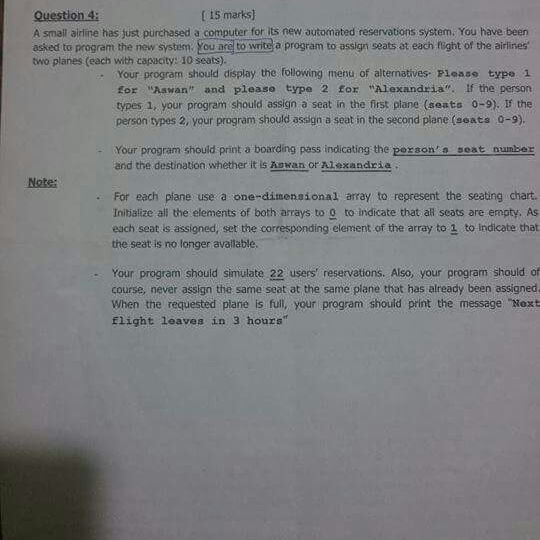 Question 4: [ 15 marks]
A small airline has just purchased a computer for its new automated reservations system. You have been
asked to program the new system. You are to write a program to assign seats at each flight of the airlines'
two planes (each with capacity: 10 seats).
- Your program should display the following menu of alternatives- Please type 1
for "Aswan" and please type 2 for "Alexandria". If the person
types 1, your program should assign a seat in the first plane (seats 0-9). If the
person types 2, your program should assign a seat in the second plane (seats 0-9).
- Your program should print a boarding pass indicating the person's seat number
and the destination whether it is Aswan or Alexandria .
Note:
- For each plane use a one-dimensional array to represent the seating chart.
Initialize all the elements of both arrays to 0 to indicate that all seats are empty. As
each seat is assigned, set the corresponding element of the array to 1 to indicate that
the seat is no longer available.
- Your program should simulate 22 users' reservations. Also, your program should of
course, never assign the same seat at the same plane that has already been assigned.
When the requested plane is full, your program should print the message "Next
flight leaves in 3 hours"